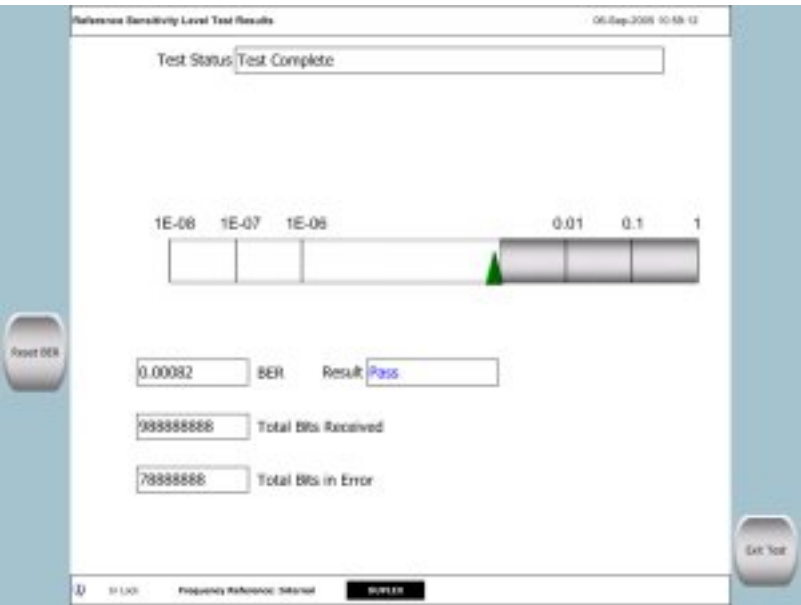 Reference Sensitivity Level Test Results 06-Sep-2005 10:59:12
Test Status Test Complete
1E-08 1E-07 1E-06 0.01 0.1 1
Reset BER
0.00082 BER Result Pass
988888888 Total Bits Received
78888888 Total Bits in Error
Exit Test
In Lock Frequency Reference: Internal DUPLEX